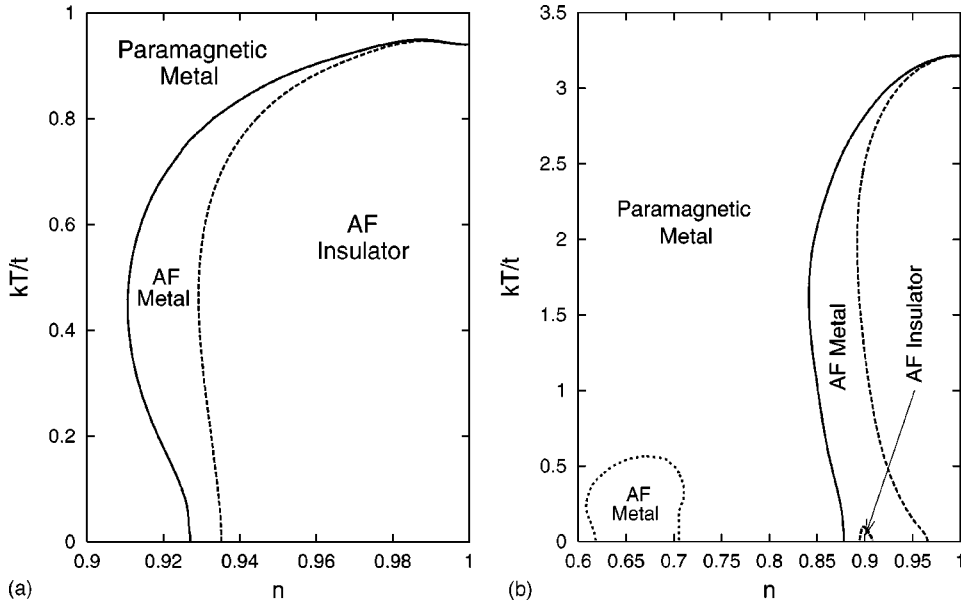 1
0.8
0.6
0.4
0.2
0
kT/t
Paramagnetic
Metal
AF
Metal
AF
Insulator
0.9
0.92
0.94
0.96
0.98
1
n
(a)
3.5
3
2.5
2
1.5
1
0.5
0
kT/t
Paramagnetic
Metal
AF Metal
AF Insulator
AF
Metal
0.6
0.65
0.7
0.75
0.8
0.85
0.9
0.95
1
n
(b)